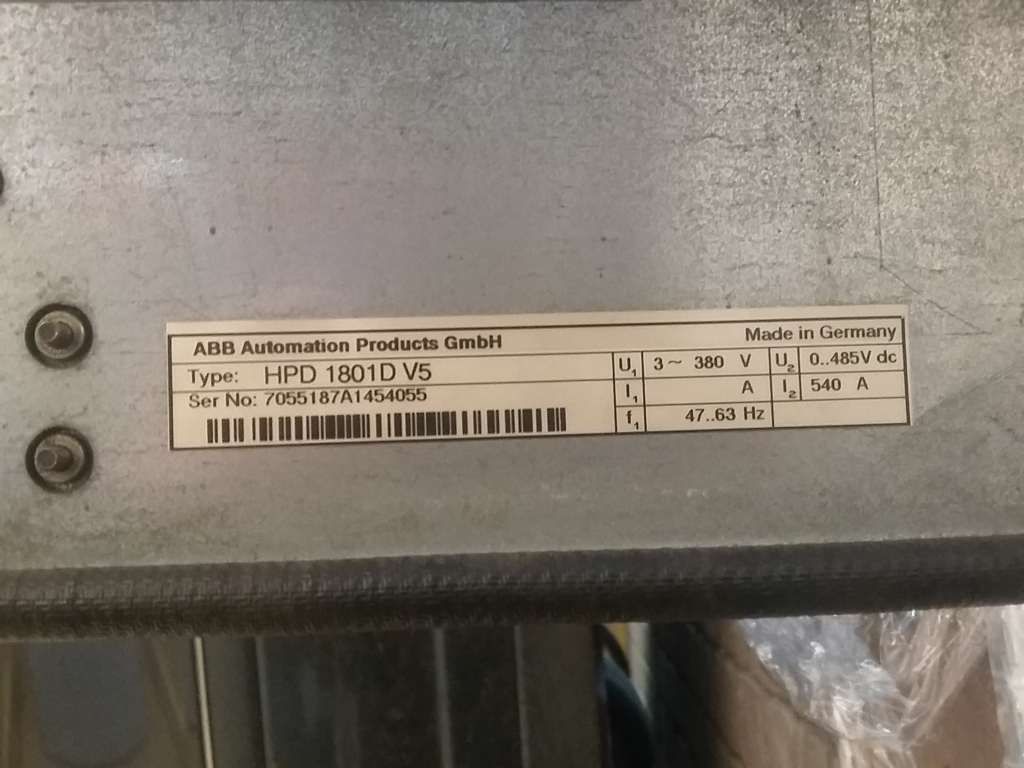 Made in Germany
ABB Automation Products GmbH
Type: HPD 1801D V5
Ser No: 7055187A1454055
U1 3~ 380 V U2 0..485V dc
I1 A I2 540 A
f1 47..63 Hz